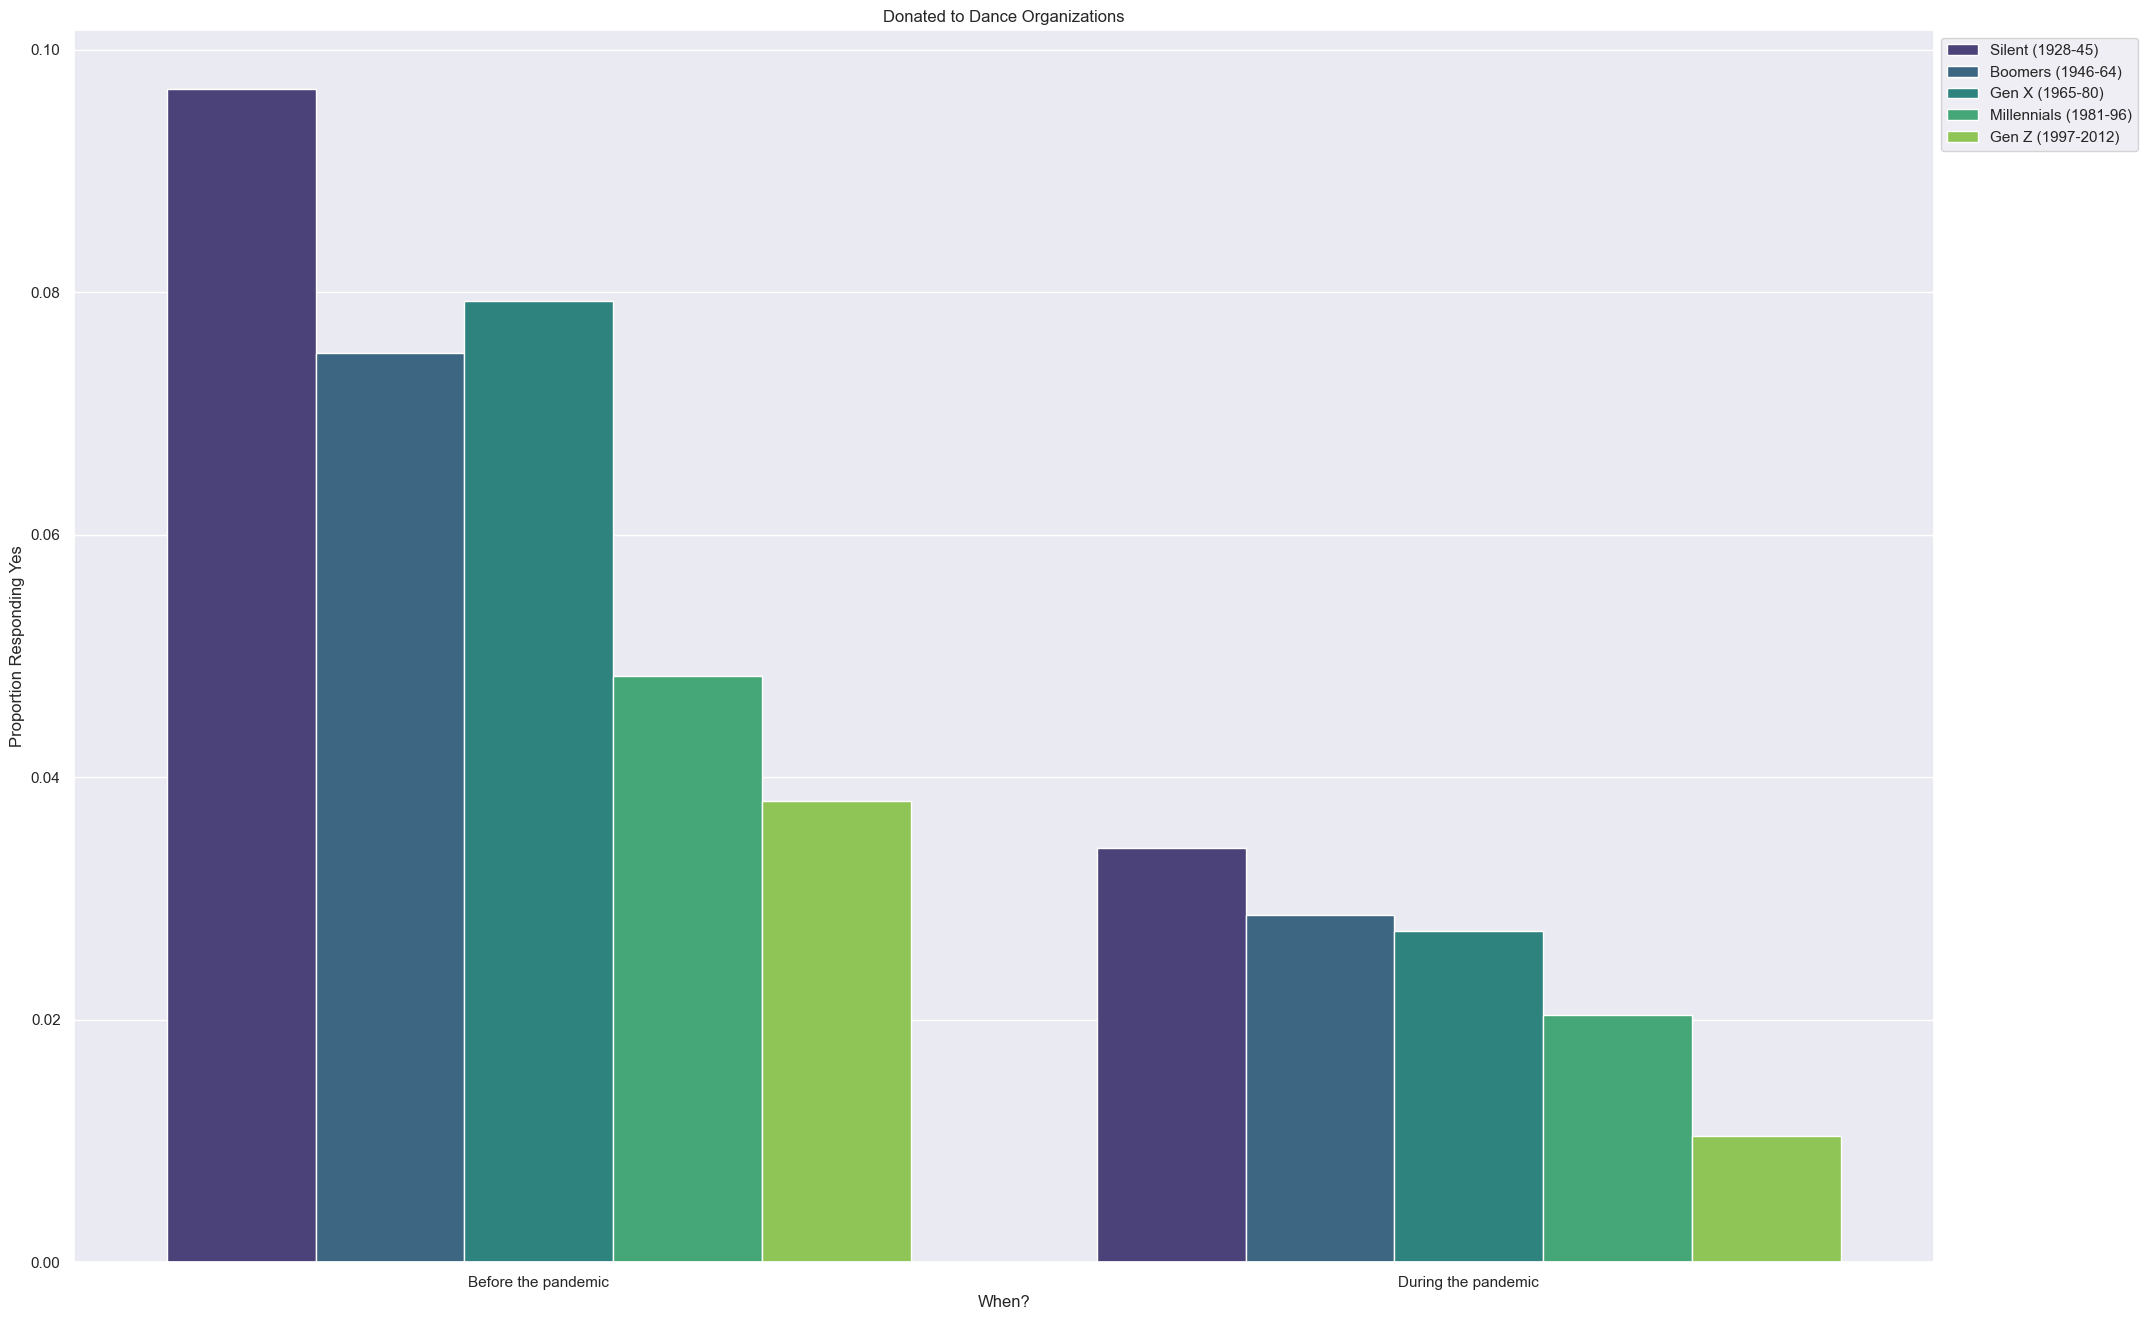 Donated to Dance Organizations
Silent (1928-45)
Boomers (1946-64)
Gen X (1965-80)
Millennials (1981-96)
Gen Z (1997-2012)
Proportion Responding Yes
0.10
0.08
0.06
0.04
0.02
0.00
Before the pandemic
During the pandemic
When?